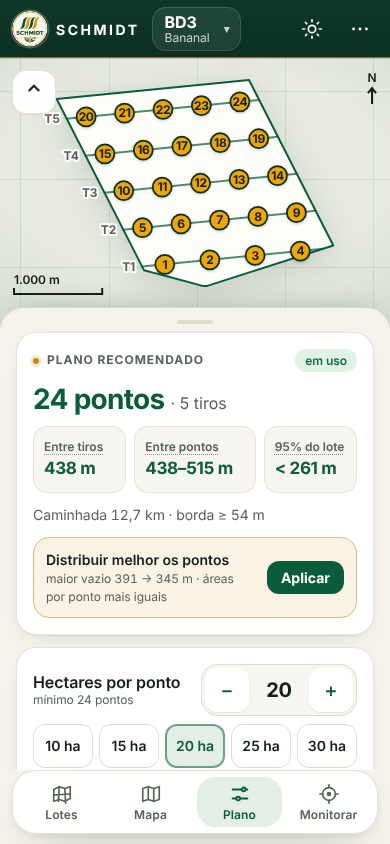 SCHMIDT
SCHMIDT
BD3
Bananal
N
T5
20
21
22
23
24
T4
15
16
17
18
19
T3
10
11
12
13
14
T2
5
6
7
8
9
T1
1
2
3
4
1.000 m
PLANO RECOMENDADO
em uso
24 pontos · 5 tiros
Entre tiros
438 m
Entre pontos
438–515 m
95% do lote
< 261 m
Caminhada 12,7 km · borda ≥ 54 m
Distribuir melhor os pontos
maior vazio 391 → 345 m · áreas
por ponto mais iguais
Aplicar
Hectares por ponto
mínimo 24 pontos
− 20 +
10 ha
15 ha
20 ha
25 ha
30 ha
Lotes
Mapa
Plano
Monitorar